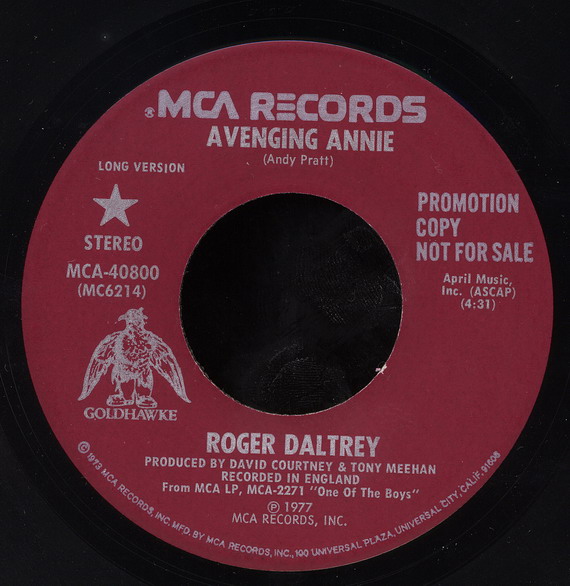 ®MCA RECORDS
AVENGING ANNIE
(Andy Pratt)
LONG VERSION
STEREO
MCA-40800
(MC6214)
PROMOTION
COPY
NOT FOR SALE
April Music,
Inc. (ASCAP)
(4:31)
GOLDHAWKE
ROGER DALTREY
PRODUCED BY DAVID COURTNEY & TONY MEEHAN
RECORDED IN ENGLAND
From MCA LP, MCA-2271 "One Of The Boys"
℗ 1977
MCA RECORDS, INC.
©1973 MCA RECORDS, INC. MFD. BY MCA RECORDS, INC., 100 UNIVERSAL PLAZA, UNIVERSAL CITY, CALIF. 91608